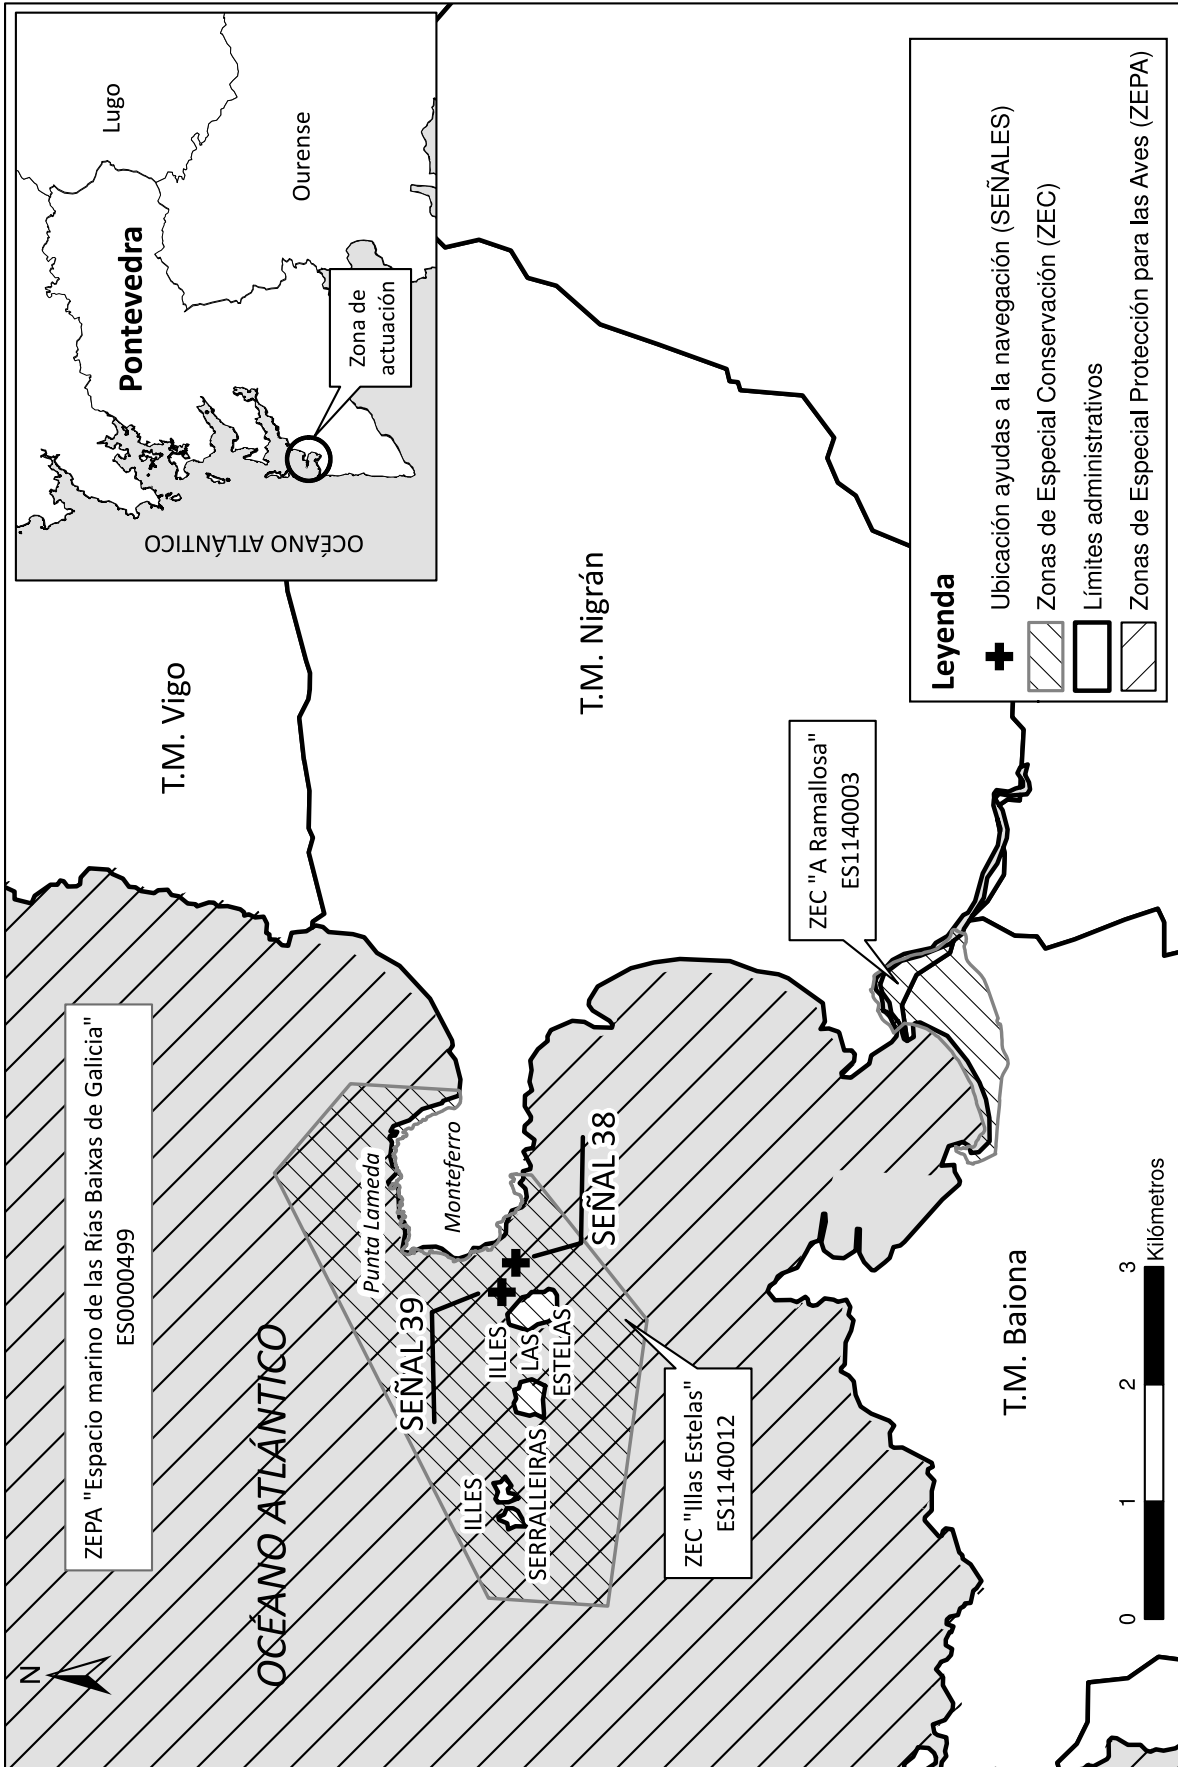 N
ZEPA "Espacio marino de las Rías Baixas de Galicia"
ES0000499
OCÉANO ATLÁNTICO
T.M. Vigo
Lugo
Pontevedra
Ourense
Zona de
actuación
OCÉANO ATLÁNTICO
Punta Lameda
Monteferro
SEÑAL 39
SEÑAL 38
ILLES
LAS
ESTELAS
ILLES
SERRALLEIRAS
ZEC "Illas Estelas"
ES1140012
T.M. Nigrán
ZEC "A Ramallosa"
ES1140003
T.M. Baiona
0
1
2
3
Kilómetros
Leyenda
Ubicación ayudas a la navegación (SEÑALES)
Zonas de Especial Conservación (ZEC)
Límites administrativos
Zonas de Especial Protección para las Aves (ZEPA)